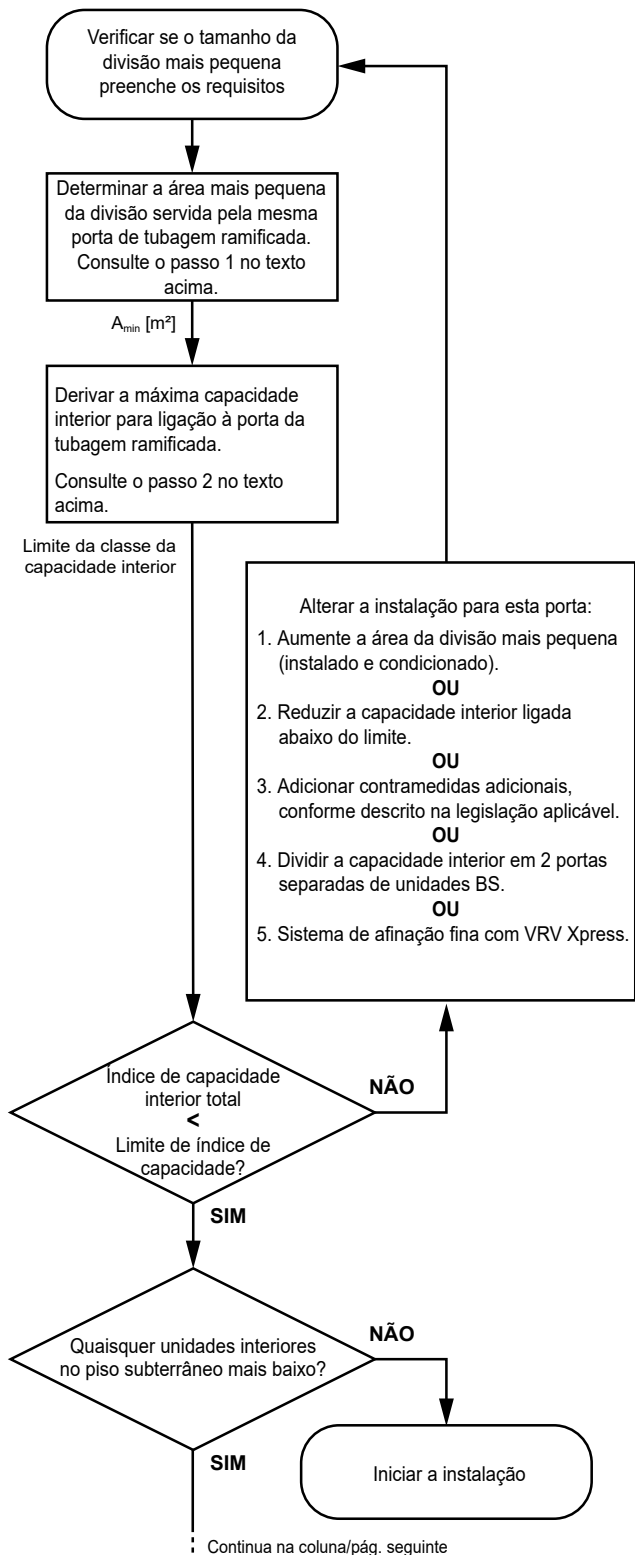 Verificar se o tamanho da
divisão mais pequena
preenche os requisitos
Determinar a área mais pequena
da divisão servida pela mesma
porta de tubagem ramificada.
Consulte o passo 1 no texto
acima.
Amin [m²]
Derivar a máxima capacidade
interior para ligação à porta da
tubagem ramificada.
Consulte o passo 2 no texto
acima.
Limite da classe da
capacidade interior
Alterar a instalação para esta porta:
1. Aumente a área da divisão mais pequena
(instalado e condicionado).
OU
2. Reduzir a capacidade interior ligada
abaixo do limite.
OU
3. Adicionar contramedidas adicionais,
conforme descrito na legislação aplicável.
OU
4. Dividir a capacidade interior em 2 portas
separadas de unidades BS.
OU
5. Sistema de afinação fina com VRV Xpress.
Índice de capacidade
interior total
<
Limite de índice de
capacidade?
NÃO
SIM
Quaisquer unidades interiores
no piso subterrâneo mais baixo?
NÃO
SIM
Iniciar a instalação
Continua na coluna/pág. seguinte